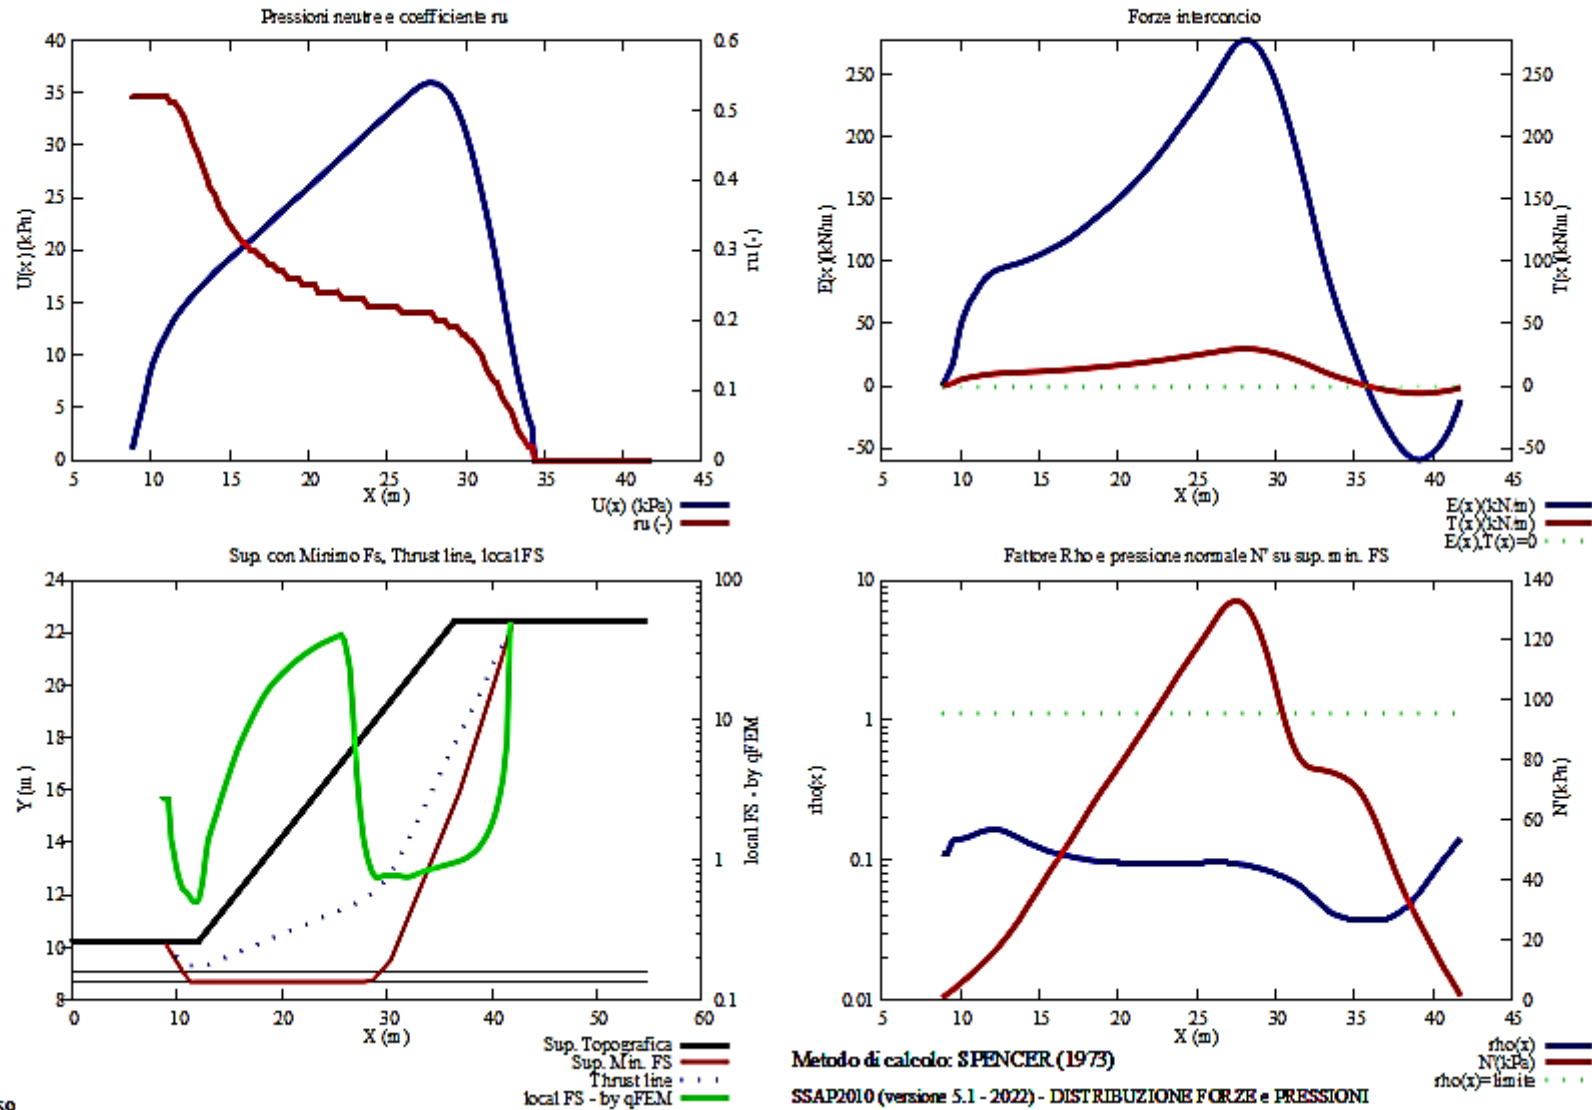 Pressioni neutre e coefficiente ru
40
35
30
25
20
15
10
5
0
U(x) (kPa)
0.6
0.5
0.4
0.3
0.2
0.1
0
ru (-)
5 10 15 20 25 30 35 40 45
X (m)
U(x) (kPa)
ru (-)
Forze interconcio
250
200
150
100
50
0
-50
E(x)(kN/m)
250
200
150
100
50
0
-50
T(x)(kN/m)
5 10 15 20 25 30 35 40 45
X (m)
E(x)(kN/m)
T(x)(kN/m)
E(x),T(x)=0
Sup. con Minimo Fs, Thrust line, local FS
24
22
20
18
16
14
12
10
8
Y (m)
100
10
1
0.1
local FS - by qFEM
0 10 20 30 40 50 60
X (m)
Sup. Topografica
Sup. Min. FS
Thrust line
local FS - by qFEM
Fattore Rho e pressione normale N' su sup. min. FS
10
1
0.1
0.01
rho(x)
140
120
100
80
60
40
20
0
N'(kPa)
5 10 15 20 25 30 35 40 45
X (m)
rho(x)
N'(kPa)
rho(x)=limite
Metodo di calcolo: SPENCER (1973)
SSAP2010 (versione 5.1 - 2022) - DISTRIBUZIONE FORZE e PRESSIONI